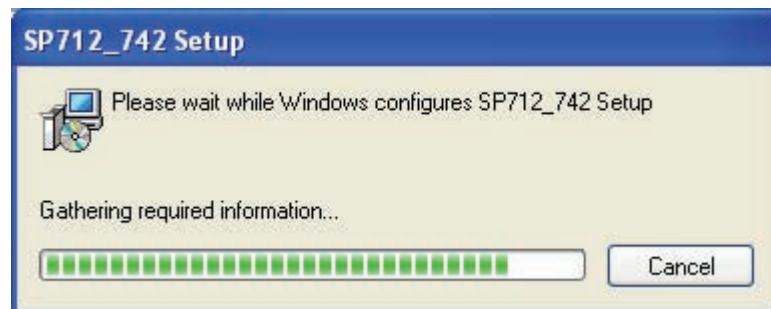 SP712_742 Setup
Please wait while Windows configures SP712_742 Setup
Gathering required information...
Cancel